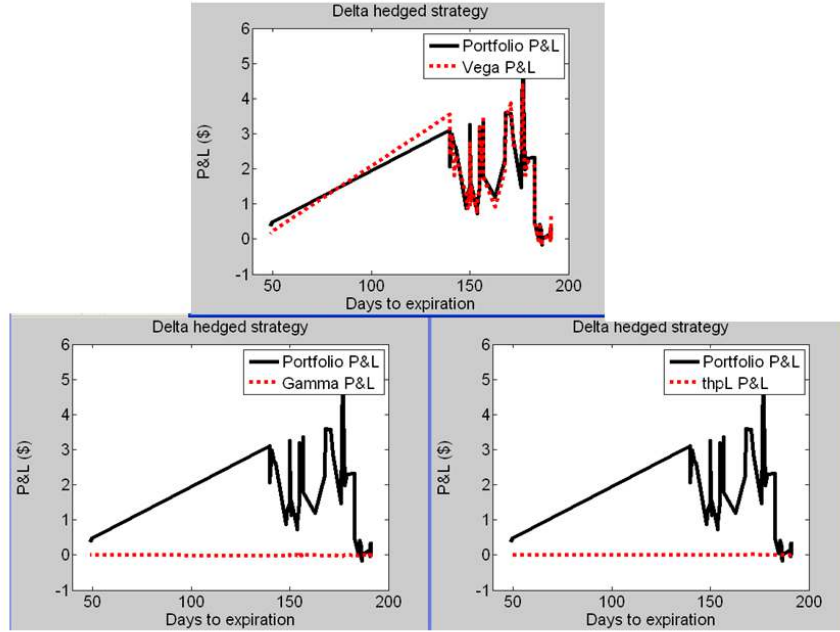 Delta hedged strategy
6
5
4
3
2
1
0
-1
P&L ($)
Portfolio P&L
Vega P&L
50
100
150
200
Days to expiration
Delta hedged strategy
6
5
4
3
2
1
0
-1
P&L ($)
Portfolio P&L
Gamma P&L
50
100
150
200
Days to expiration
Delta hedged strategy
6
5
4
3
2
1
0
-1
P&L ($)
Portfolio P&L
thpL P&L
50
100
150
200
Days to expiration